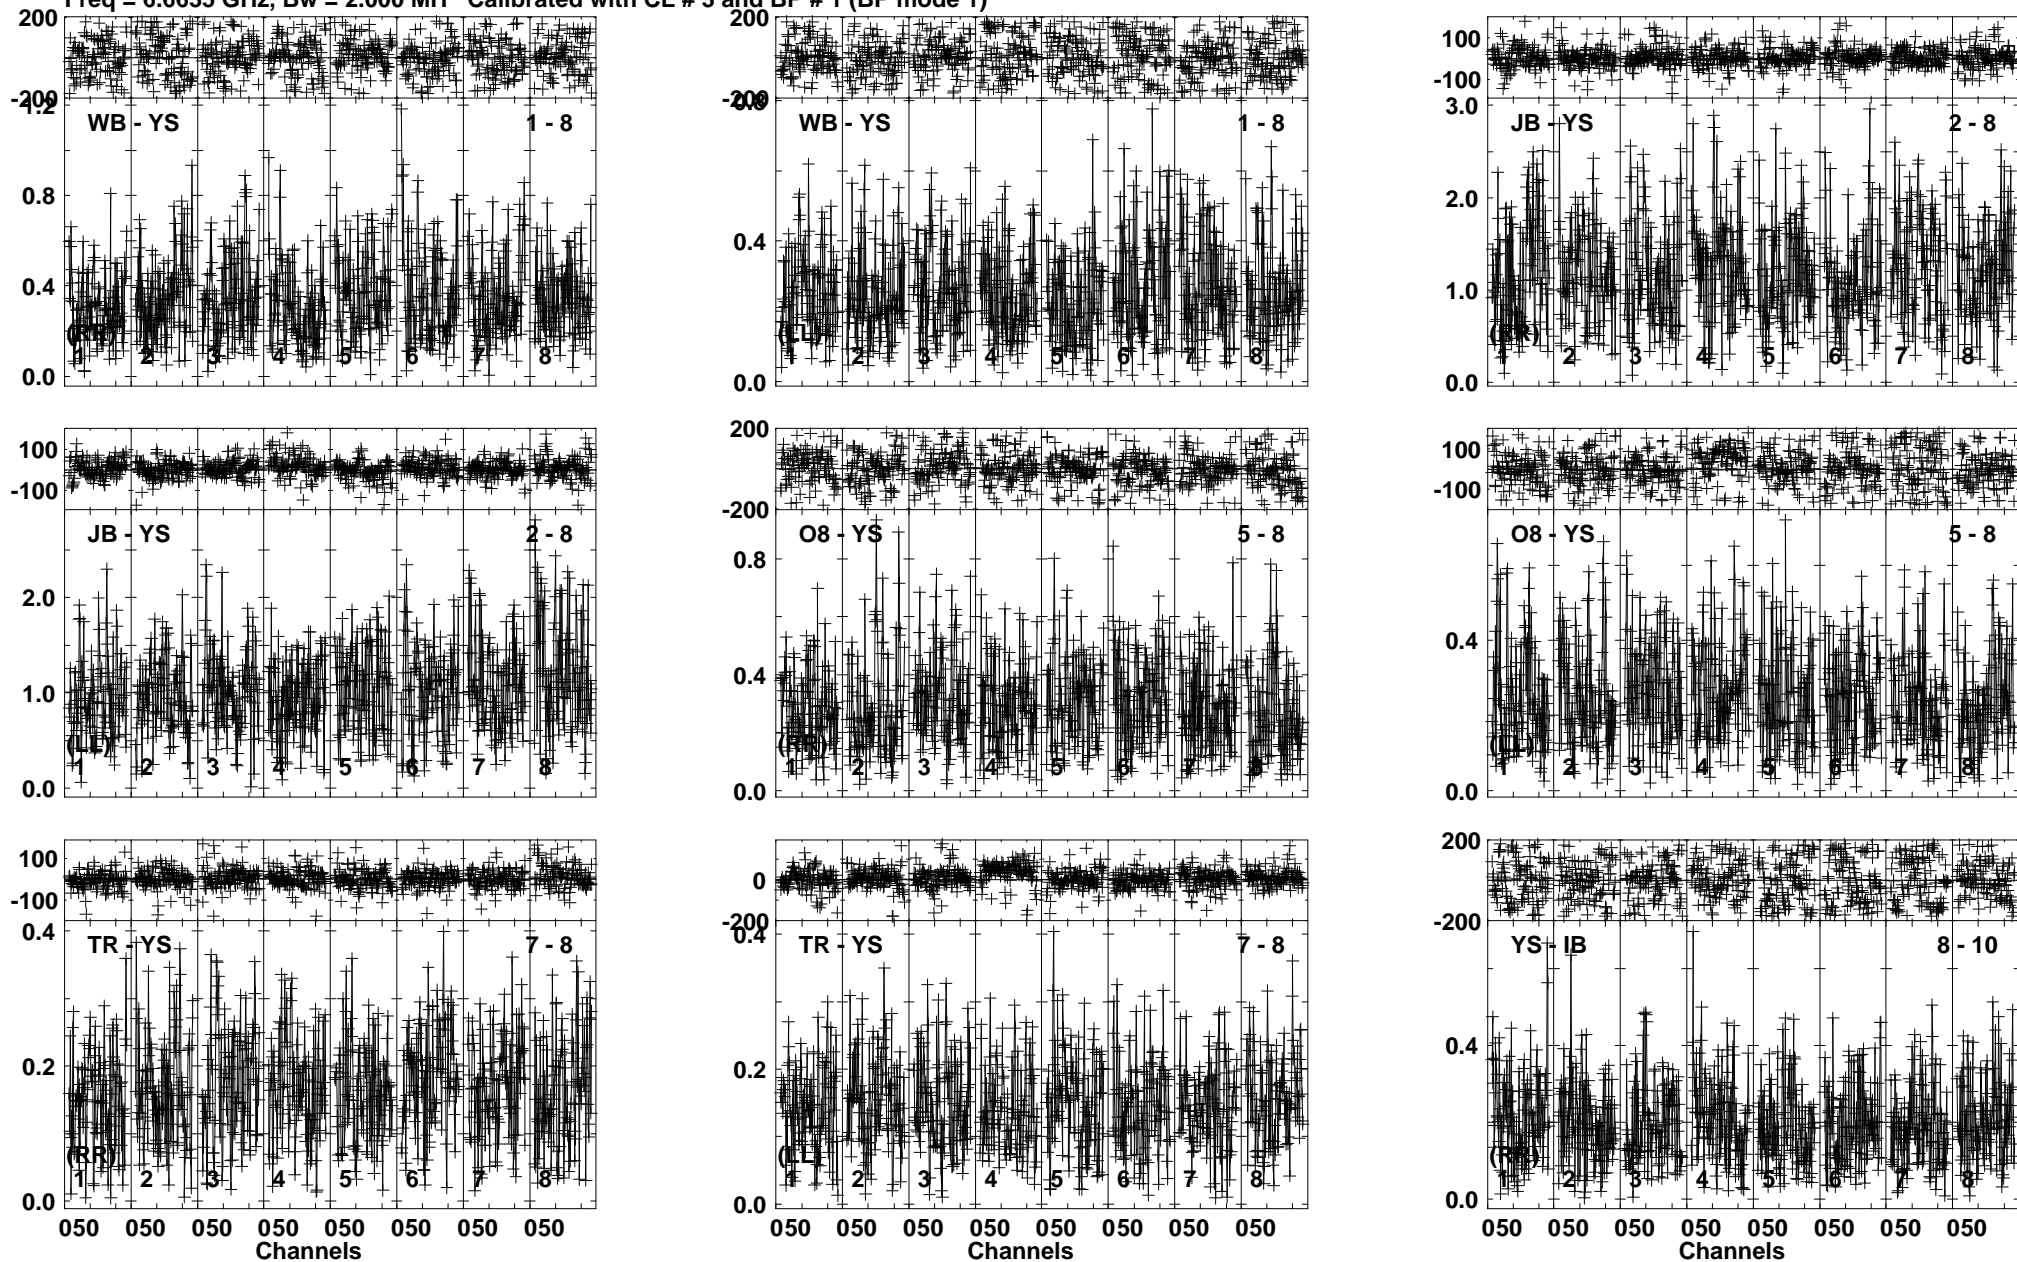 Freq = 6.6635 GHz, Bw = 2.000 MH Calibrated with CL # 3 and BP # 1 (BP mode 1)
200 200 100
-200 -200 -100
1.2 0.8 3.0
WB - YS 1 - 8 WB - YS 1 - 8 JB - YS 2 - 8
0.8 2.0
0.4 0.4 1.0
(RR) (LL) (RR)
1 2 3 4 5 6 7 8 1 2 3 4 5 6 7 8 1 2 3 4 5 6 7 8
0.0 0.0 0.0
100 200 100
-100 -200 -100
JB - YS 2 - 8 O8 - YS 5 - 8 O8 - YS 5 - 8
2.0 0.8 0.4
1.0 0.4
(LL) (RR) (LL)
1 2 3 4 5 6 7 8 1 2 3 4 5 6 7 8 1 2 3 4 5 6 7 8
0.0 0.0 0.0
100 0 200
-100 -200 -200
0.4 0.4
TR - YS 7 - 8 TR - YS 7 - 8 YS - IB 8 - 10
0.2 0.2 0.4
(RR) (LL) (RR)
1 2 3 4 5 6 7 8 1 2 3 4 5 6 7 8 1 2 3 4 5 6 7 8
0.0 0.0 0.0
050 050 050 050 050 050 050 050 050 050 050 050 050 050 050 050 050 050 050 050 050 050 050 050
Channels Channels Channels